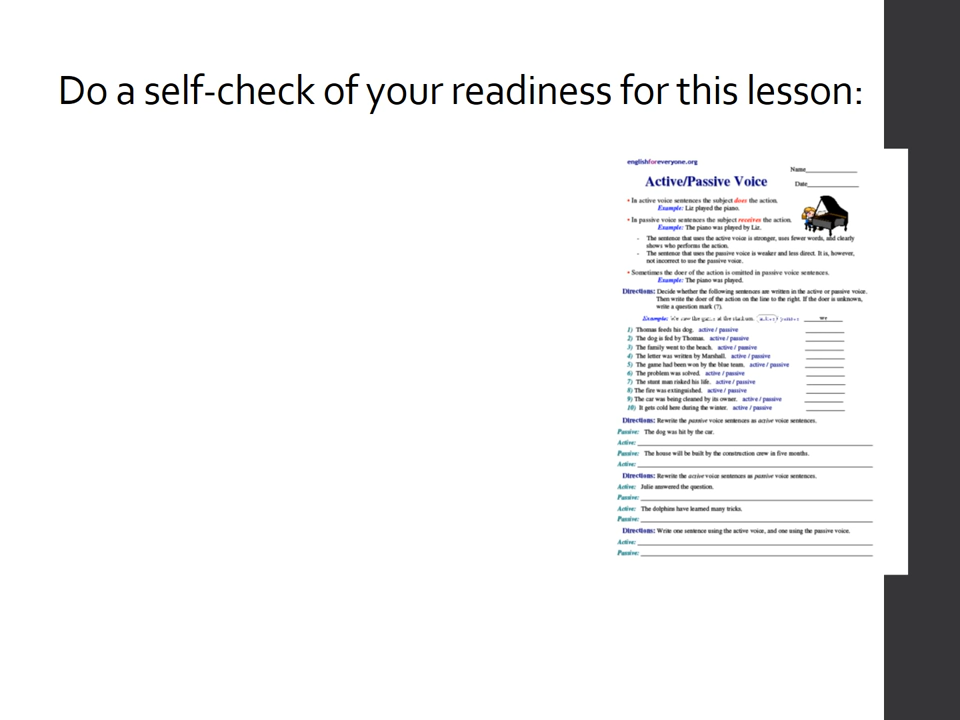 Do a self-check of your readiness for this lesson:
englishforeveryone.org
Name
Active/Passive Voice
Date
• In active voice sentences the subject does the action.
Example: Liz played the piano.
• In passive voice sentences the subject receives the action.
Example: The piano was played by Liz.
- The sentence that uses the active voice is stronger, uses fewer words, and clearly
shows who performs the action.
- The sentence that uses the passive voice is weaker and less direct. It is, however,
not incorrect to use the passive voice.
• Sometimes the doer of the action is omitted in passive voice sentences.
Example: The piano was played.
Directions: Decide whether the following sentences are written in the active or passive voice.
Then write the doer of the action on the line to the right. If the doer is unknown,
write a question mark (?).
Example: We saw the game at the stadium. active / passive we
1) Thomas feeds his dog. active / passive
2) The dog is fed by Thomas. active / passive
3) The family went to the beach. active / passive
4) The letter was written by Marshall. active / passive
5) The game had been won by the blue team. active / passive
6) The problem was solved. active / passive
7) The stunt man risked his life. active / passive
8) The fire was extinguished. active / passive
9) The car was being cleaned by its owner. active / passive
10) It gets cold here during the winter. active / passive
Directions: Rewrite the passive voice sentences as active voice sentences.
Passive: The dog was hit by the car.
Active:
Passive: The house will be built by the construction crew in five months.
Active:
Directions: Rewrite the active voice sentences as passive voice sentences.
Active: Julie answered the question.
Passive:
Active: The dolphins have learned many tricks.
Passive:
Directions: Write one sentence using the active voice, and one using the passive voice.
Active:
Passive: